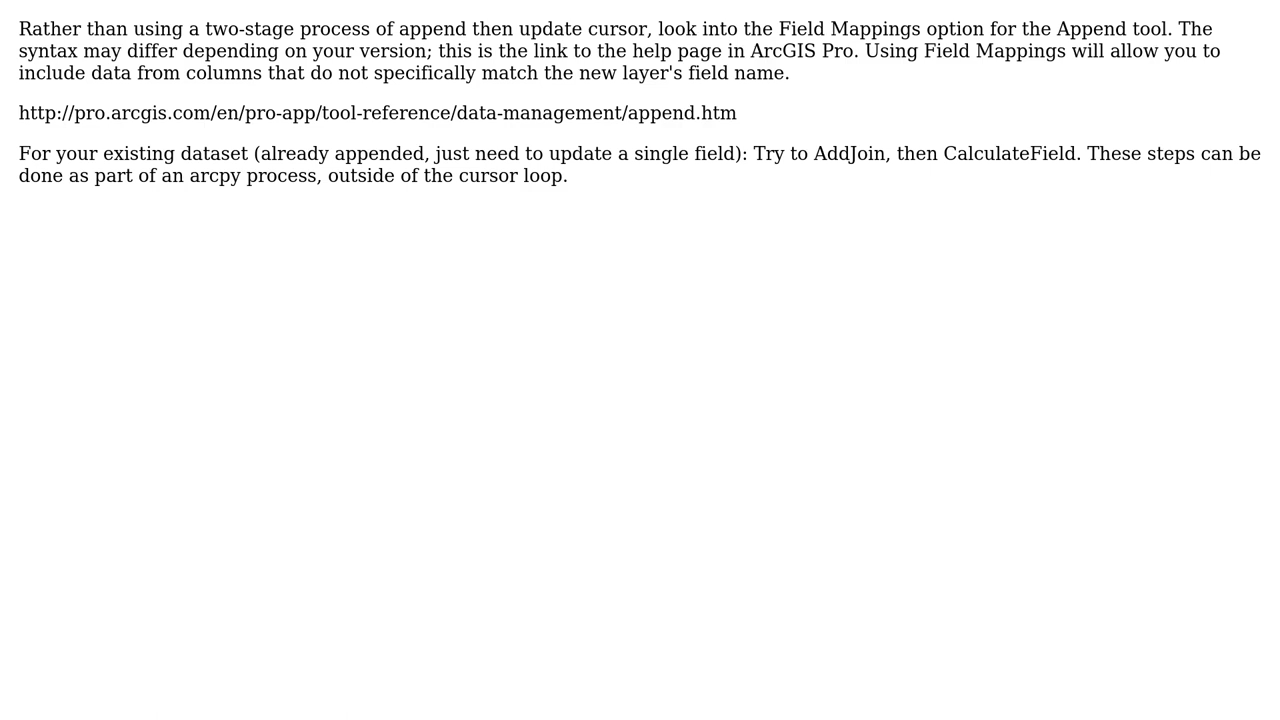 Rather than using a two-stage process of append then update cursor, look into the Field Mappings option for the Append tool. The
syntax may differ depending on your version; this is the link to the help page in ArcGIS Pro. Using Field Mappings will allow you to
include data from columns that do not specifically match the new layer's field name.
http://pro.arcgis.com/en/pro-app/tool-reference/data-management/append.htm
For your existing dataset (already appended, just need to update a single field): Try to AddJoin, then CalculateField. These steps can be
done as part of an arcpy process, outside of the cursor loop.